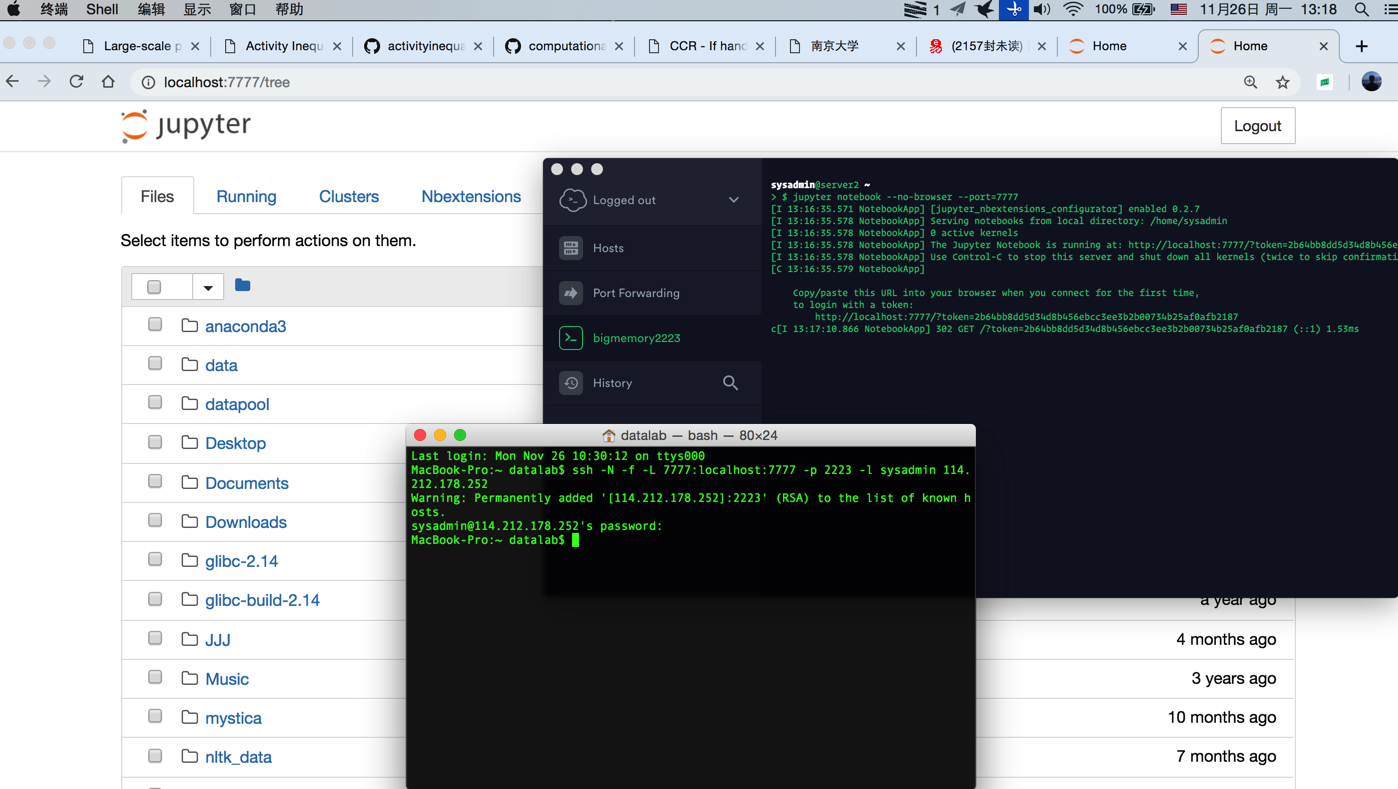 终端 Shell 编辑 显示 窗口 帮助 1 100% 11月26日 周一 13:18
Large-scale p Activity Inequ activityinequa computationa CCR - If hand 南京大学 (2157封未读) Home Home
localhost:7777/tree
jupyter
Logout
Files Running Clusters Nbextensions
Select items to perform actions on them.
anaconda3
data
datapool
Desktop
Documents
Downloads
glibc-2.14
glibc-build-2.14
a year ago
JJJ
4 months ago
Music
3 years ago
mystica
10 months ago
nltk_data
7 months ago
Logged out
Hosts
Port Forwarding
bigmemory2223
History
sysadmin@server2 ~
> $ jupyter notebook --no-browser --port=7777
[I 13:16:35.571 NotebookApp] [jupyter_nbextensions_configurator] enabled 0.2.7
[I 13:16:35.578 NotebookApp] Serving notebooks from local directory: /home/sysadmin
[I 13:16:35.578 NotebookApp] 0 active kernels
[I 13:16:35.578 NotebookApp] The Jupyter Notebook is running at: http://localhost:7777/?token=2b64bb8dd5d34d8b456e
[I 13:16:35.578 NotebookApp] Use Control-C to stop this server and shut down all kernels (twice to skip confirmati
[C 13:16:35.579 NotebookApp]
Copy/paste this URL into your browser when you connect for the first time,
to login with a token:
http://localhost:7777/?token=2b64bb8dd5d34d8b456ebcc3ee3b2b00734b25af0afb2187
c[I 13:17:10.866 NotebookApp] 302 GET /?token=2b64bb8dd5d34d8b456ebcc3ee3b2b00734b25af0afb2187 (::1) 1.53ms
datalab — bash — 80×24
Last login: Mon Nov 26 10:30:12 on ttys000
MacBook-Pro:~ datalab$ ssh -N -f -L 7777:localhost:7777 -p 2223 -l sysadmin 114.
212.178.252
Warning: Permanently added '[114.212.178.252]:2223' (RSA) to the list of known h
osts.
sysadmin@114.212.178.252's password:
MacBook-Pro:~ datalab$